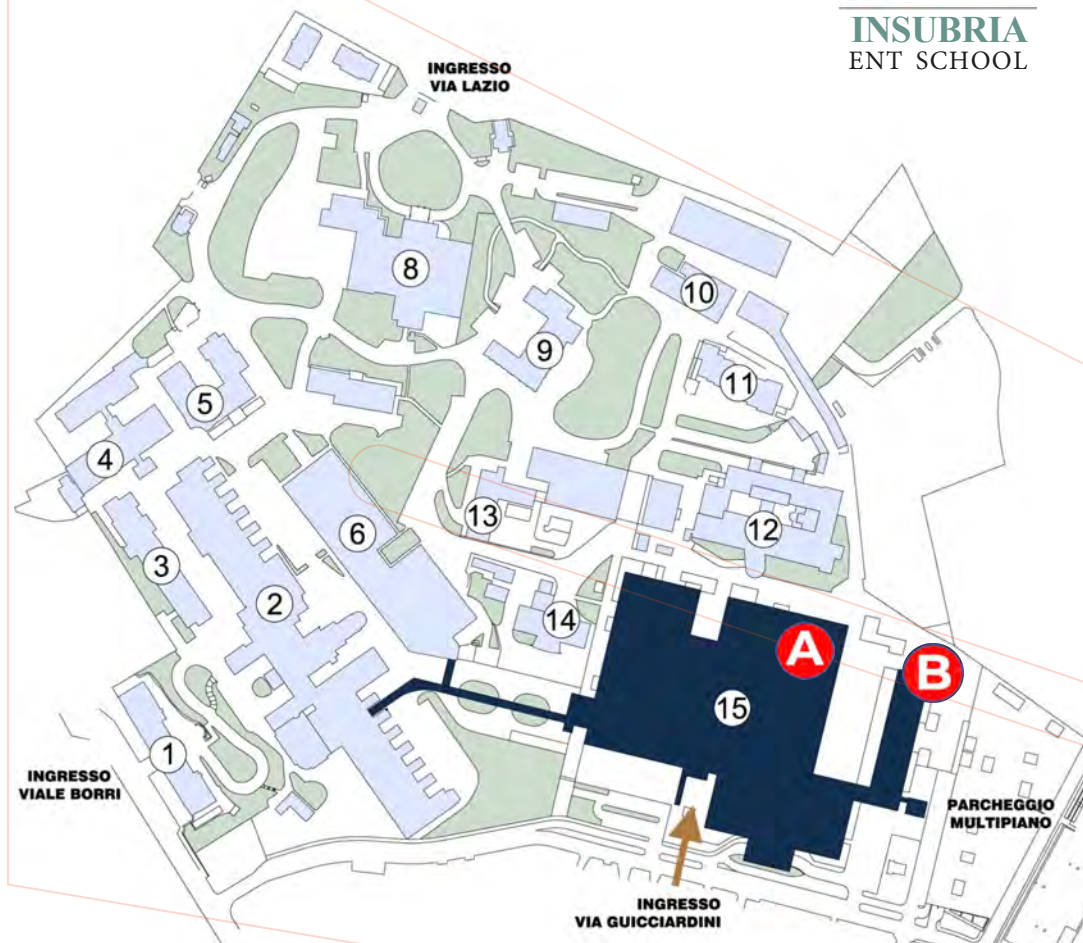 INSUBRIA
ENT SCHOOL
INGRESSO
VIA LAZIO
8
10
9
11
5
4
13
12
6
3
2
14
A
B
15
1
INGRESSO
VIALE BORRI
PARCHEGGIO
MULTIPIANO
INGRESSO
VIA GUICCIARDINI